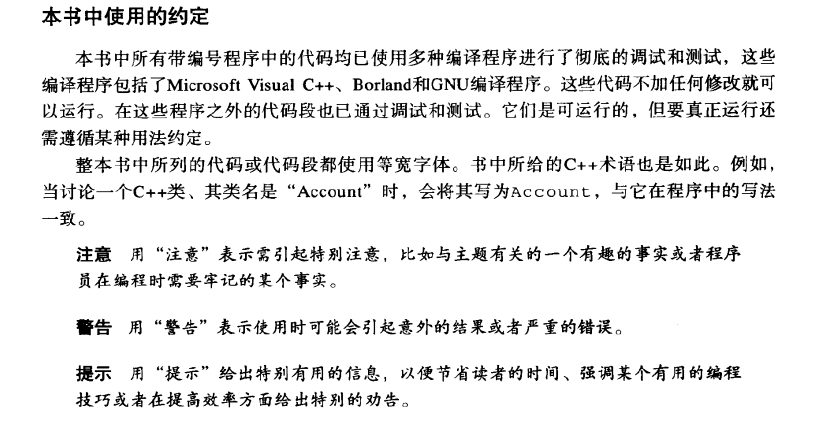 本书中使用的约定
本书中所有带编号程序中的代码均已使用多种编译程序进行了彻底的调试和测试，这些
编译程序包括了Microsoft Visual C++、Borland和GNU编译程序。这些代码不加任何修改就可
以运行。在这些程序之外的代码段也已通过调试和测试。它们是可运行的，但要真正运行还
需遵循某种用法约定。
整本书中所列的代码或代码段都使用等宽字体。书中所给的C++术语也是如此。例如，
当讨论一个C++类、其类名是“Account”时，会将其写为Account，与它在程序中的写法
一致。
注意 用“注意”表示需引起特别注意，比如与主题有关的一个有趣的事实或者程序
员在编程时需要牢记的某个事实。
警告 用“警告”表示使用时可能会引起意外的结果或者严重的错误。
提示 用“提示”给出特别有用的信息，以便节省读者的时间、强调某个有用的编程
技巧或者在提高效率方面给出特别的劝告。